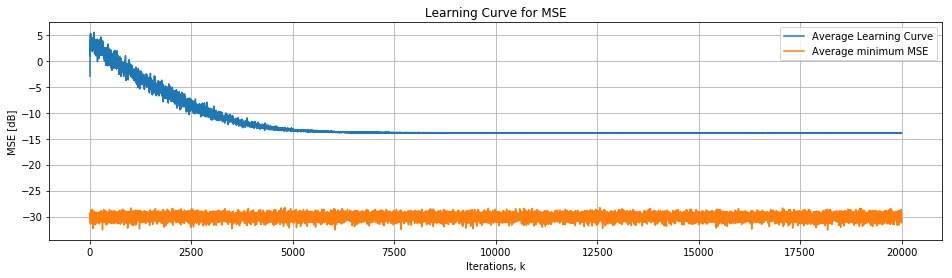 Learning Curve for MSE
Average Learning Curve
Average minimum MSE
MSE [dB]
5
0
−5
−10
−15
−20
−25
−30
0 2500 5000 7500 10000 12500 15000 17500 20000
Iterations, k